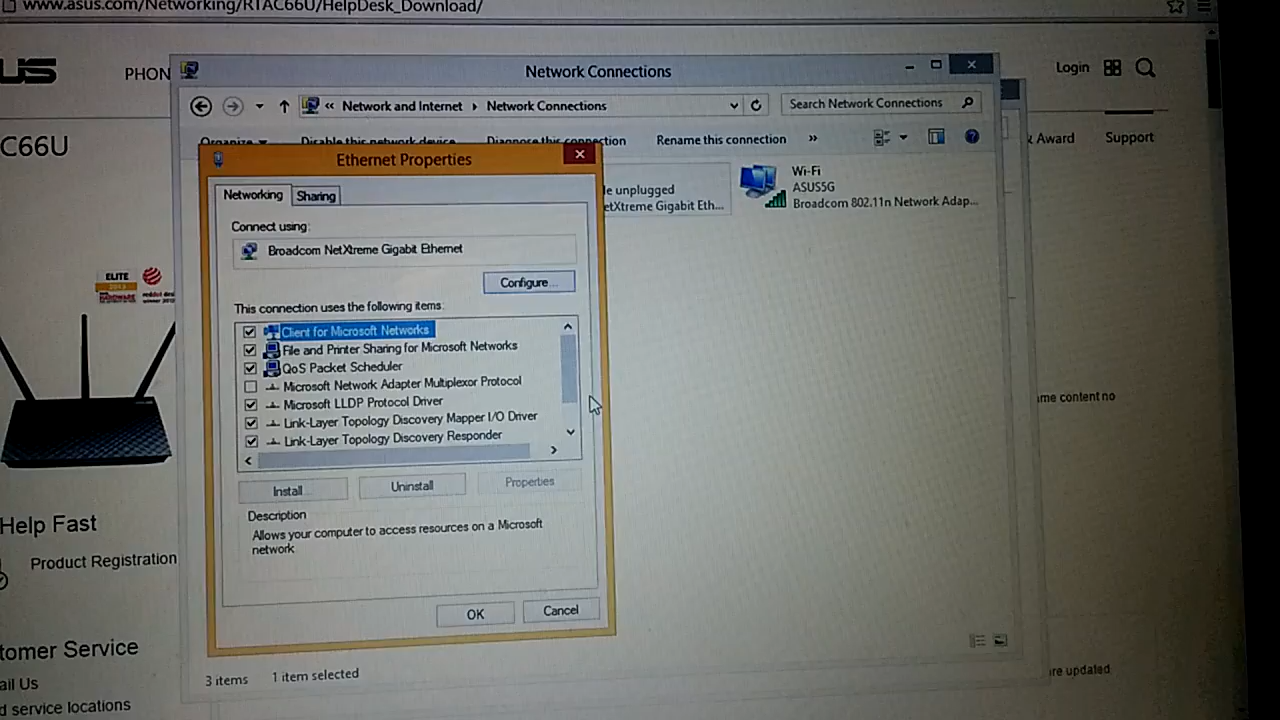 www.asus.com/Networking/RTAC66U/HelpDesk_Download/
US
PHON
Login
C66U
Award
Support
Network Connections
« Network and Internet Network Connections
Search Network Connections
Organize Disable this network device Diagnose this connection Rename this connection »
le unplugged
etXtreme Gigabit Eth...
Wi-Fi
ASUS5G
Broadcom 802.11n Network Adap...
Ethernet Properties
Networking Sharing
Connect using:
Broadcom NetXtreme Gigabit Ethernet
Configure...
This connection uses the following items:
Client for Microsoft Networks
File and Printer Sharing for Microsoft Networks
QoS Packet Scheduler
Microsoft Network Adapter Multiplexor Protocol
Microsoft LLDP Protocol Driver
Link-Layer Topology Discovery Mapper I/O Driver
Link-Layer Topology Discovery Responder
Install... Uninstall Properties
Description
Allows your computer to access resources on a Microsoft
network
OK Cancel
3 items 1 item selected
ELITE
HARDWARE
Help Fast
Product Registration
tomer Service
ail Us
d service locations
me content no
re updated